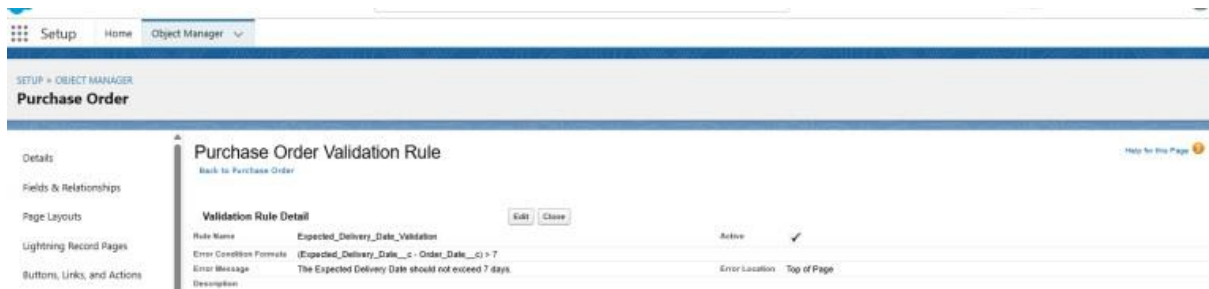 Setup Home Object Manager
SETUP > OBJECT MANAGER
Purchase Order
Details
Fields & Relationships
Page Layouts
Lightning Record Pages
Buttons, Links, and Actions
Purchase Order Validation Rule
Back to Purchase Order
Help for this Page
Validation Rule Detail Edit Close
Rule Name Expected_Delivery_Date_Validation Active ✓
Error Condition Formula (Expected_Delivery_Date__c - Order_Date__c) > 7
Error Message The Expected Delivery Date should not exceed 7 days. Error Location Top of Page
Description